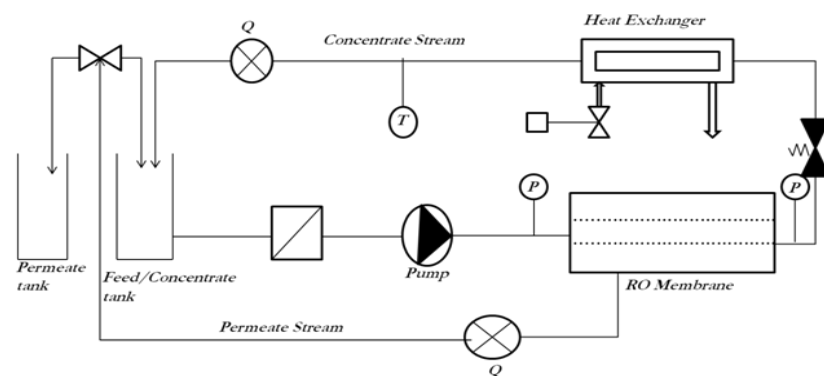 Q
Heat Exchanger
Concentrate Stream
T
P
P
Permeate
tank
Feed/Concentrate
tank
Pump
RO Membrane
Permeate Stream
Q